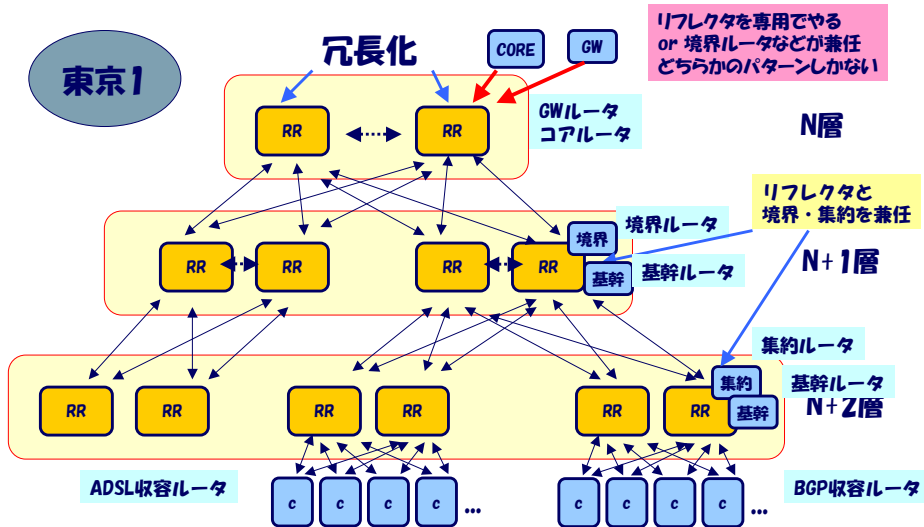 東京1
冗長化
CORE
GW
リフレクタを専用でやる
or 境界ルータなどが兼任
どちらかのパターンしかない
RR
RR
GWルータ
コアルータ
N層
リフレクタと
境界・集約を兼任
境界ルータ
境界
RR
RR
RR
RR
基幹
基幹ルータ
N+1層
集約ルータ
集約
基幹ルータ
RR
RR
RR
RR
RR
RR
基幹
N+2層
ADSL収容ルータ
c
c
c
c
...
c
c
c
c
...
BGP収容ルータ